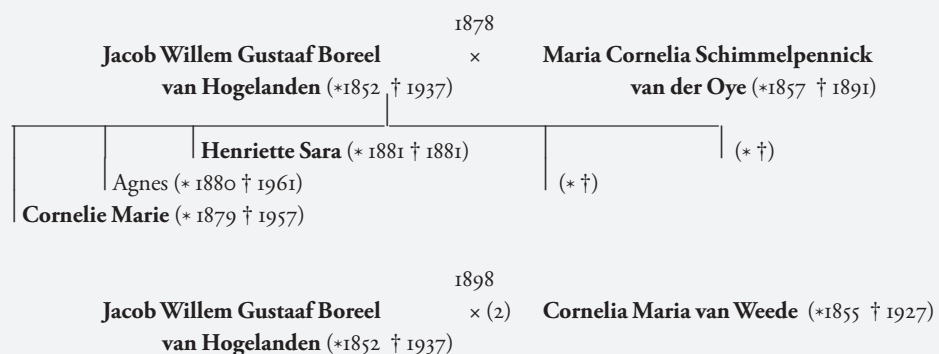 1878
Jacob Willem Gustaaf Boreel × Maria Cornelia Schimmelpennick
van Hogelanden (*1852 † 1937) van der Oye (*1857 † 1891)
Henriette Sara (* 1881 † 1881) (* †)
Agnes (* 1880 † 1961) (* †)
Cornelie Marie (* 1879 † 1957)
1898
Jacob Willem Gustaaf Boreel × (2) Cornelia Maria van Weede (*1855 † 1927)
van Hogelanden (*1852 † 1937)